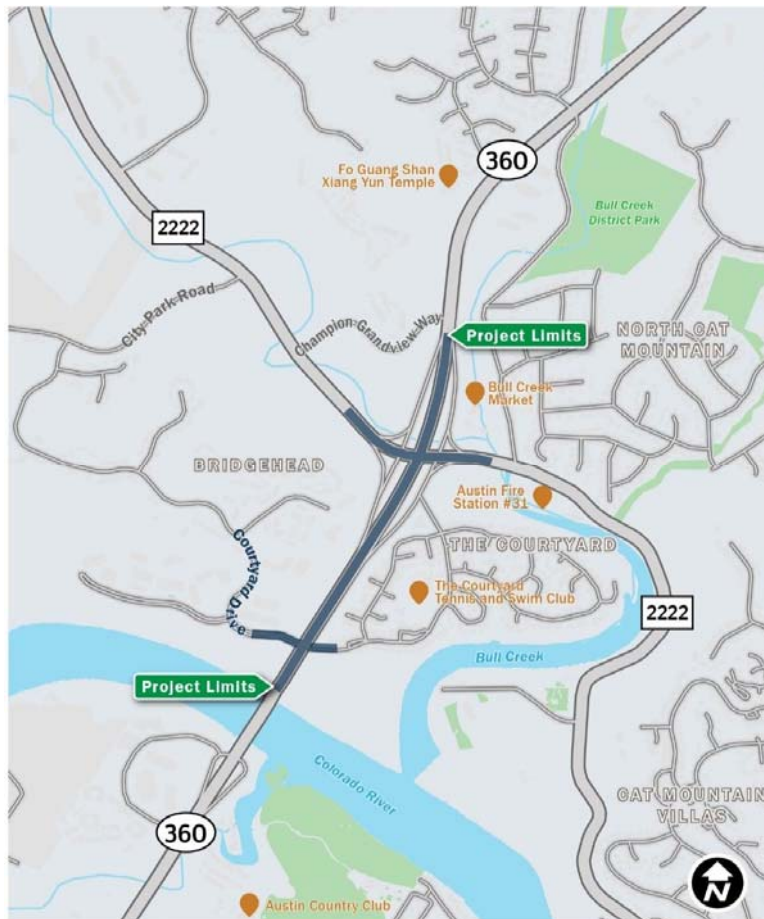 Fo Guang Shan
Xiang Yun Temple
360
Bull Creek
District Park
2222
City Park Road
Champion Grandview Way
Project Limits
NORTH CAT
MOUNTAIN
Bull Creek
Market
BRIDGEHEAD
Austin Fire
Station #31
THE COURTYARD
Courtyard Drive
The Courtyard
Tennis and Swim Club
2222
Bull Creek
Project Limits
Colorado River
CAT MOUNTAIN
VILLAS
360
Austin Country Club
N